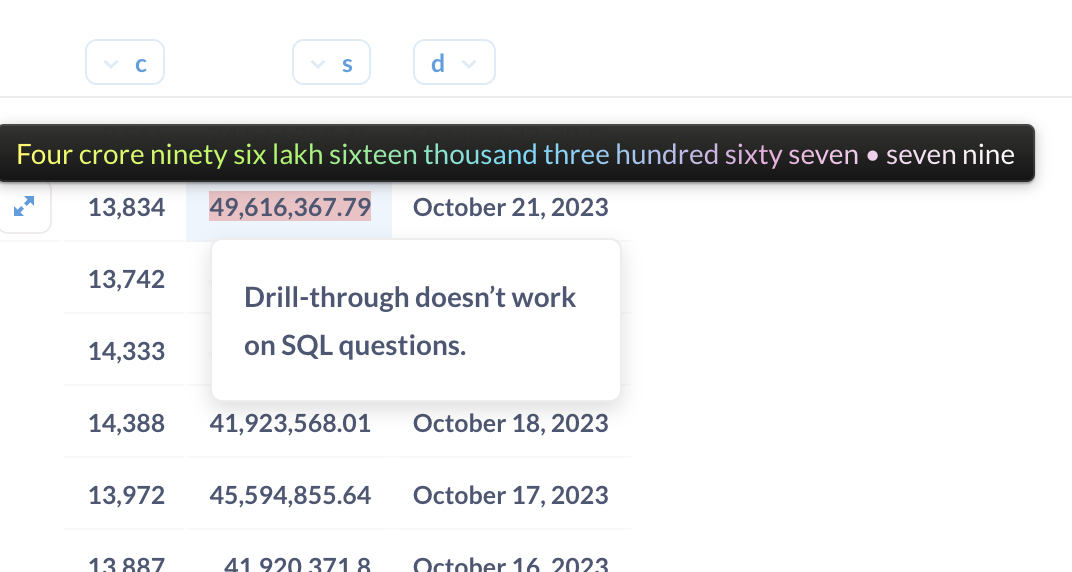 c s d
Four crore ninety six lakh sixteen thousand three hundred sixty seven • seven nine
13,834 49,616,367.79 October 21, 2023
13,742
Drill-through doesn’t work
on SQL questions.
14,333
14,388 41,923,568.01 October 18, 2023
13,972 45,594,855.64 October 17, 2023
13,887 41,920,371.8 October 16, 2023